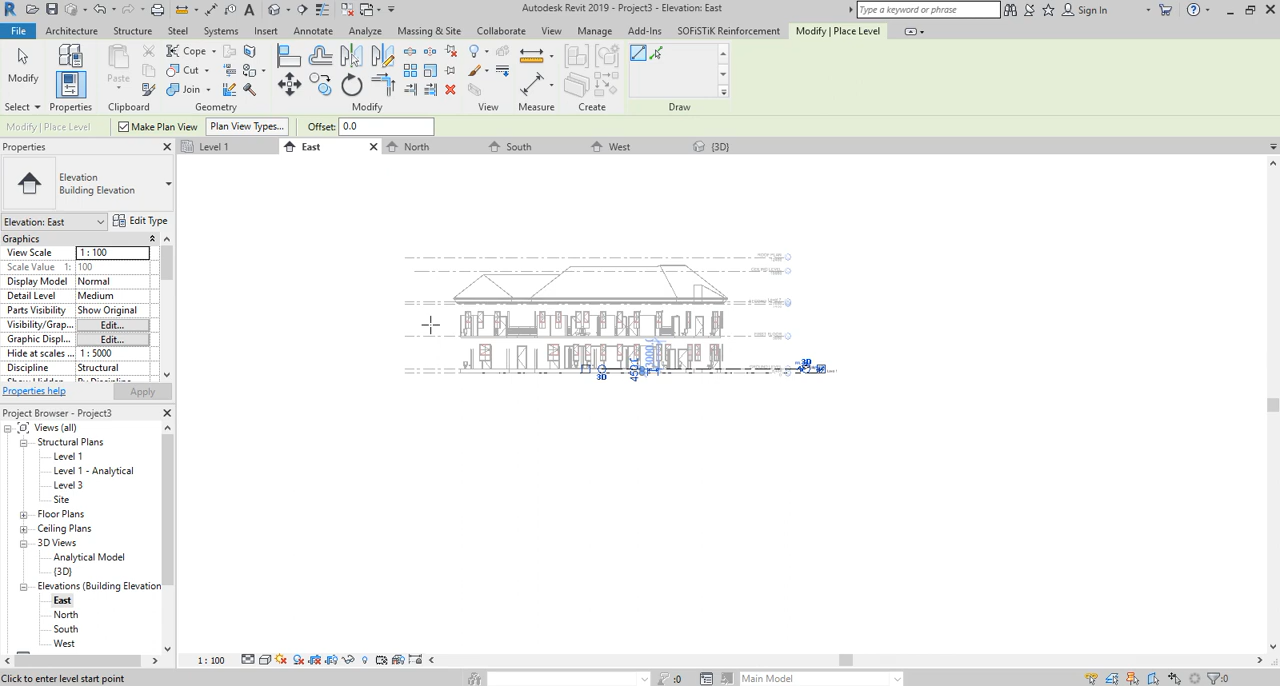 Autodesk Revit 2019 - Project3 - Elevation: East
Type a keyword or phrase
Sign In
File Architecture Structure Steel Systems Insert Annotate Analyze Massing & Site Collaborate View Manage Add-Ins SOFiSTiK Reinforcement Modify | Place Level
Modify Properties Paste Cope Cut Join
Select Properties Clipboard Geometry Modify View Measure Create Draw
Modify | Place Level Make Plan View Plan View Types... Offset: 0.0
Properties
Level 1 East North South West {3D}
Elevation
Building Elevation
Elevation: East Edit Type
Graphics
View Scale 1 : 100
Scale Value 1: 100
Display Model Normal
Detail Level Medium
Parts Visibility Show Original
Visibility/Grap... Edit...
Graphic Displ... Edit...
Hide at scales ... 1 : 5000
Discipline Structural
Properties help Apply
Project Browser - Project3
Views (all)
Structural Plans
Level 1
Level 1 - Analytical
Level 3
Site
Floor Plans
Ceiling Plans
3D Views
Analytical Model
{3D}
Elevations (Building Elevation
East
North
South
West
3D
3D
1 : 100
Click to enter level start point
:0
Main Model
:0